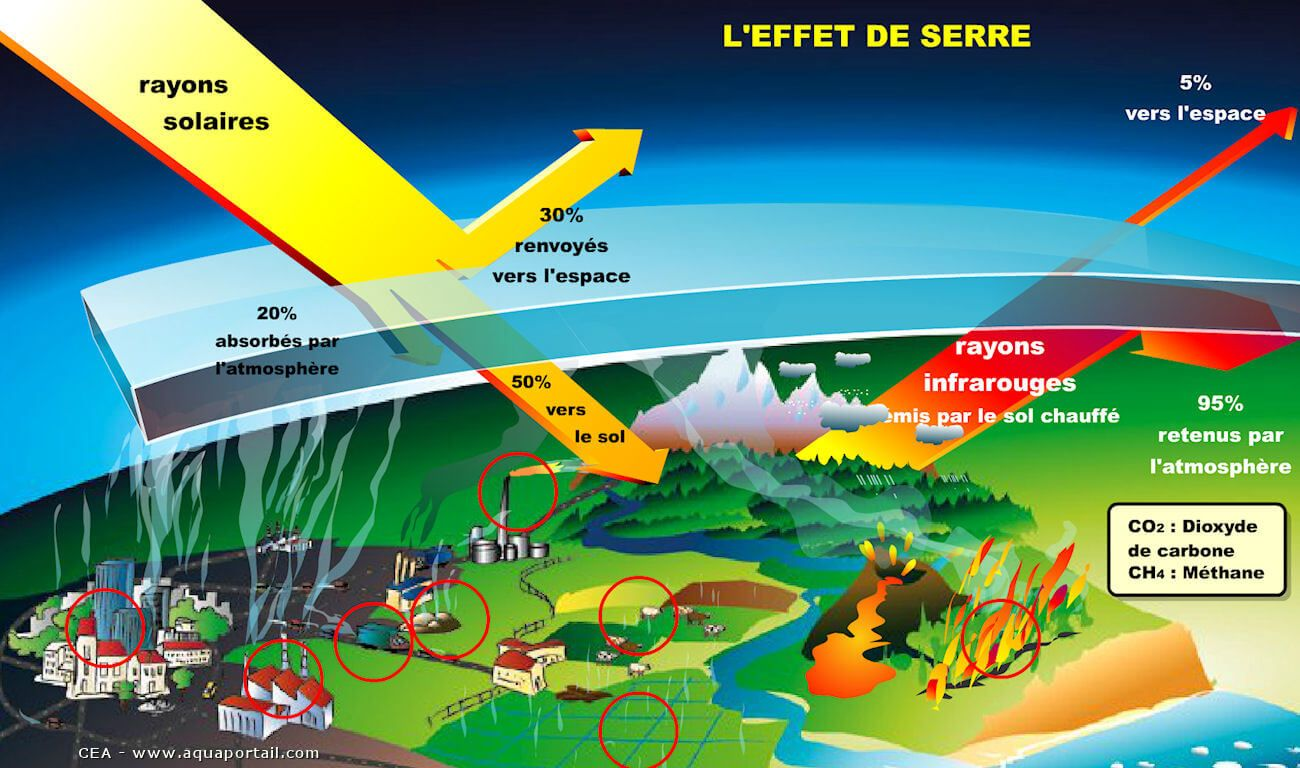 L'EFFET DE SERRE
rayons
solaires
5%
vers l'espace
30%
renvoyés
vers l'espace
20%
absorbés par
l'atmosphère
50%
vers
le sol
rayons
infrarouges
émis par le sol chauffé
95%
retenus par
l'atmosphère
CO₂ : Dioxyde
de carbone
CH₄ : Méthane
CEA - www.aquaportail.com